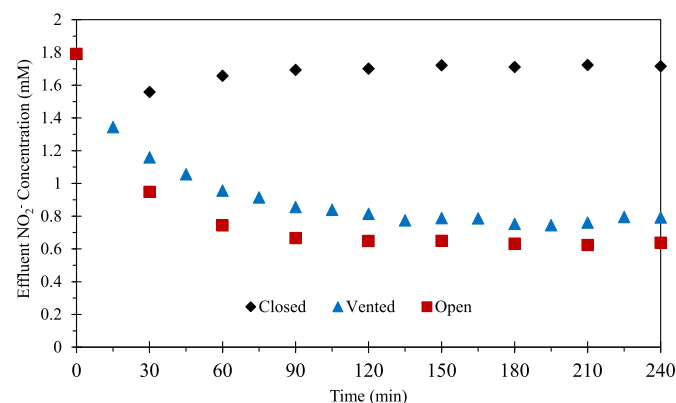 Effluent NO₂⁻ Concentration (mM)
2
1.8
1.6
1.4
1.2
1
0.8
0.6
0.4
0.2
0
Closed Vented Open
0 30 60 90 120 150 180 210 240
Time (min)